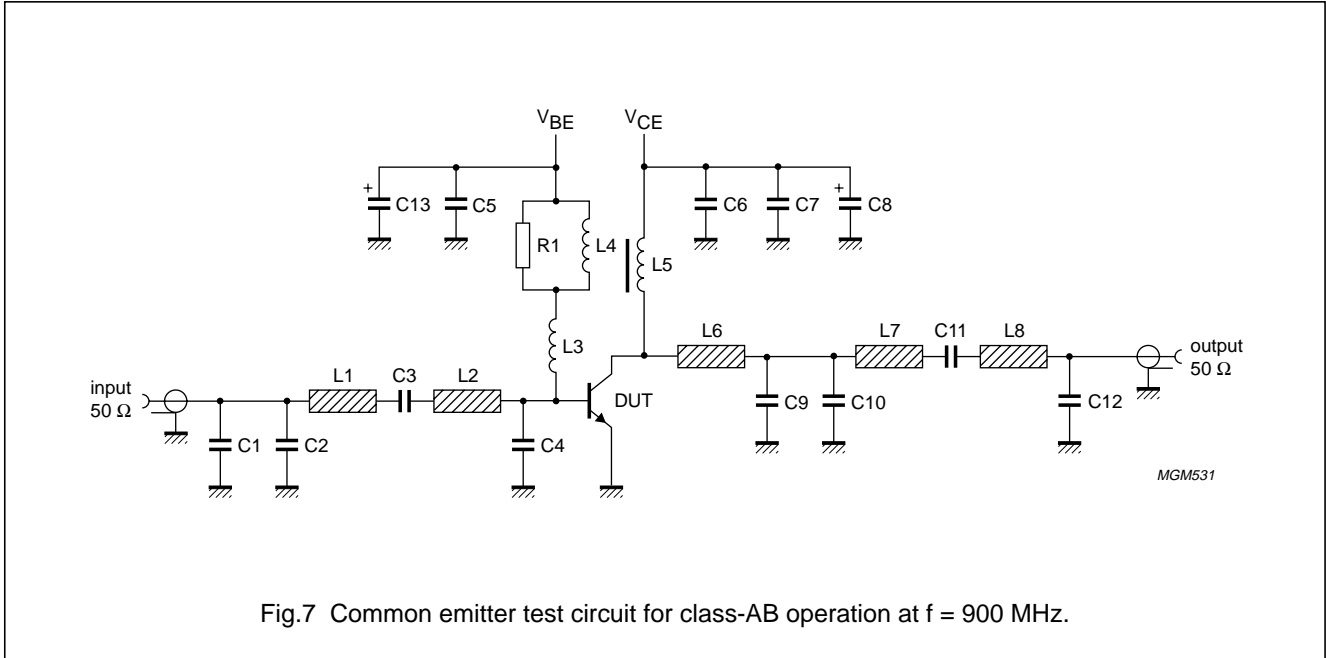 VBE
VCE
+
C13
C5
C6
C7
+
C8
R1
L4
L5
L3
L6
L7
C11
L8
output
50 Ω
input
50 Ω
L1
C3
L2
DUT
C9
C10
C12
C1
C2
C4
MGM531
Fig.7 Common emitter test circuit for class-AB operation at f = 900 MHz.